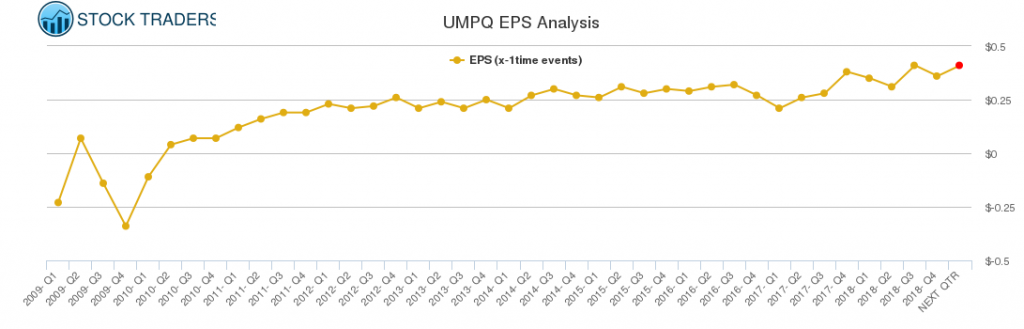 STOCK TRADERS
UMPQ EPS Analysis
EPS (x-1time events)
$0.5
$0.25
$0
$-0.25
$-0.5
2009- Q1
2009- Q2
2009- Q3
2009- Q4
2010- Q1
2010- Q2
2010- Q3
2010- Q4
2011- Q1
2011- Q2
2011- Q3
2011- Q4
2012- Q1
2012- Q2
2012- Q3
2012- Q4
2013- Q1
2013- Q2
2013- Q3
2013- Q4
2014- Q1
2014- Q2
2014- Q3
2014- Q4
2015- Q1
2015- Q2
2015- Q3
2015- Q4
2016- Q1
2016- Q2
2016- Q3
2016- Q4
2017- Q1
2017- Q2
2017- Q3
2017- Q4
2018- Q1
2018- Q2
2018- Q3
2018- Q4
NEXT QTR